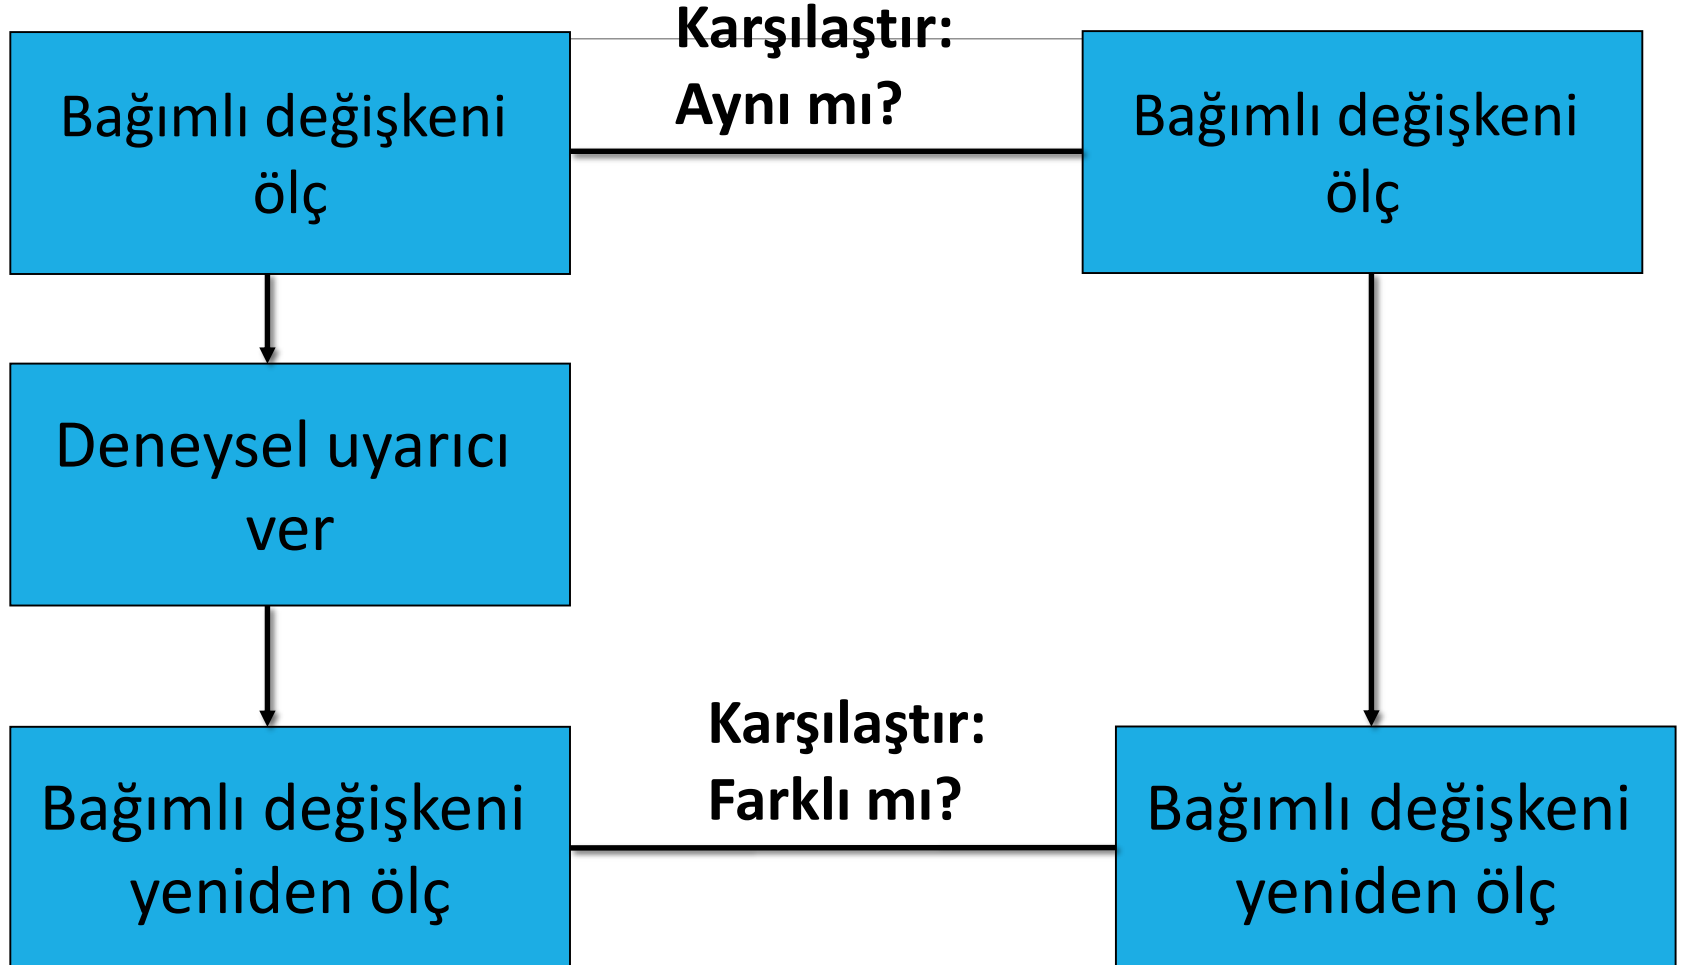 Karşılaştır:
Aynı mı?
Bağımlı değişkeni
ölç
Bağımlı değişkeni
ölç
Deneysel uyarıcı
ver
Karşılaştır:
Farklı mı?
Bağımlı değişkeni
yeniden ölç
Bağımlı değişkeni
yeniden ölç